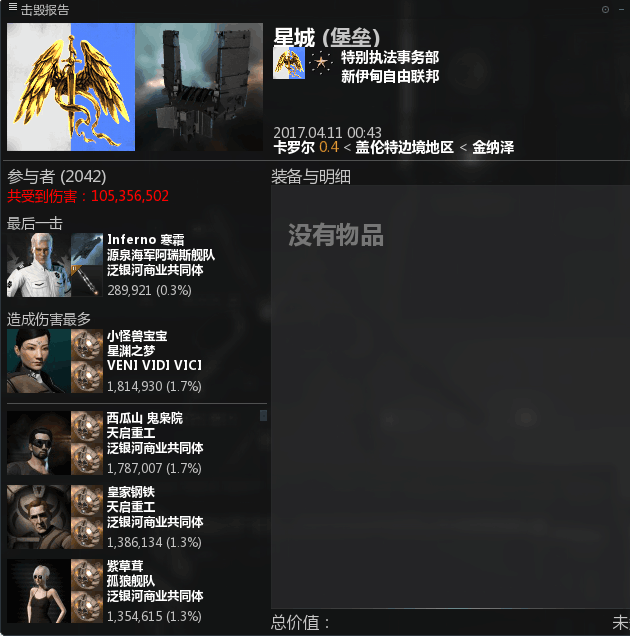 击毁报告
星城 (堡垒)
特别执法事务部
新伊甸自由联邦
2017.04.11 00:43
卡罗尔 0.4 < 盖伦特边境地区 < 金纳泽
参与者 (2042)
共受到伤害：105,356,502
最后一击
Inferno 寒霜
源泉海军阿瑞斯舰队
泛银河商业共同体
289,921 (0.3%)
造成伤害最多
小怪兽宝宝
星渊之梦
VENI VIDI VICI
1,814,930 (1.7%)
西瓜山 鬼枭院
天启重工
泛银河商业共同体
1,787,007 (1.7%)
皇家钢铁
天启重工
泛银河商业共同体
1,386,134 (1.3%)
紫草茸
孤狼舰队
泛银河商业共同体
1,354,615 (1.3%)
装备与明细
没有物品
总价值： 未